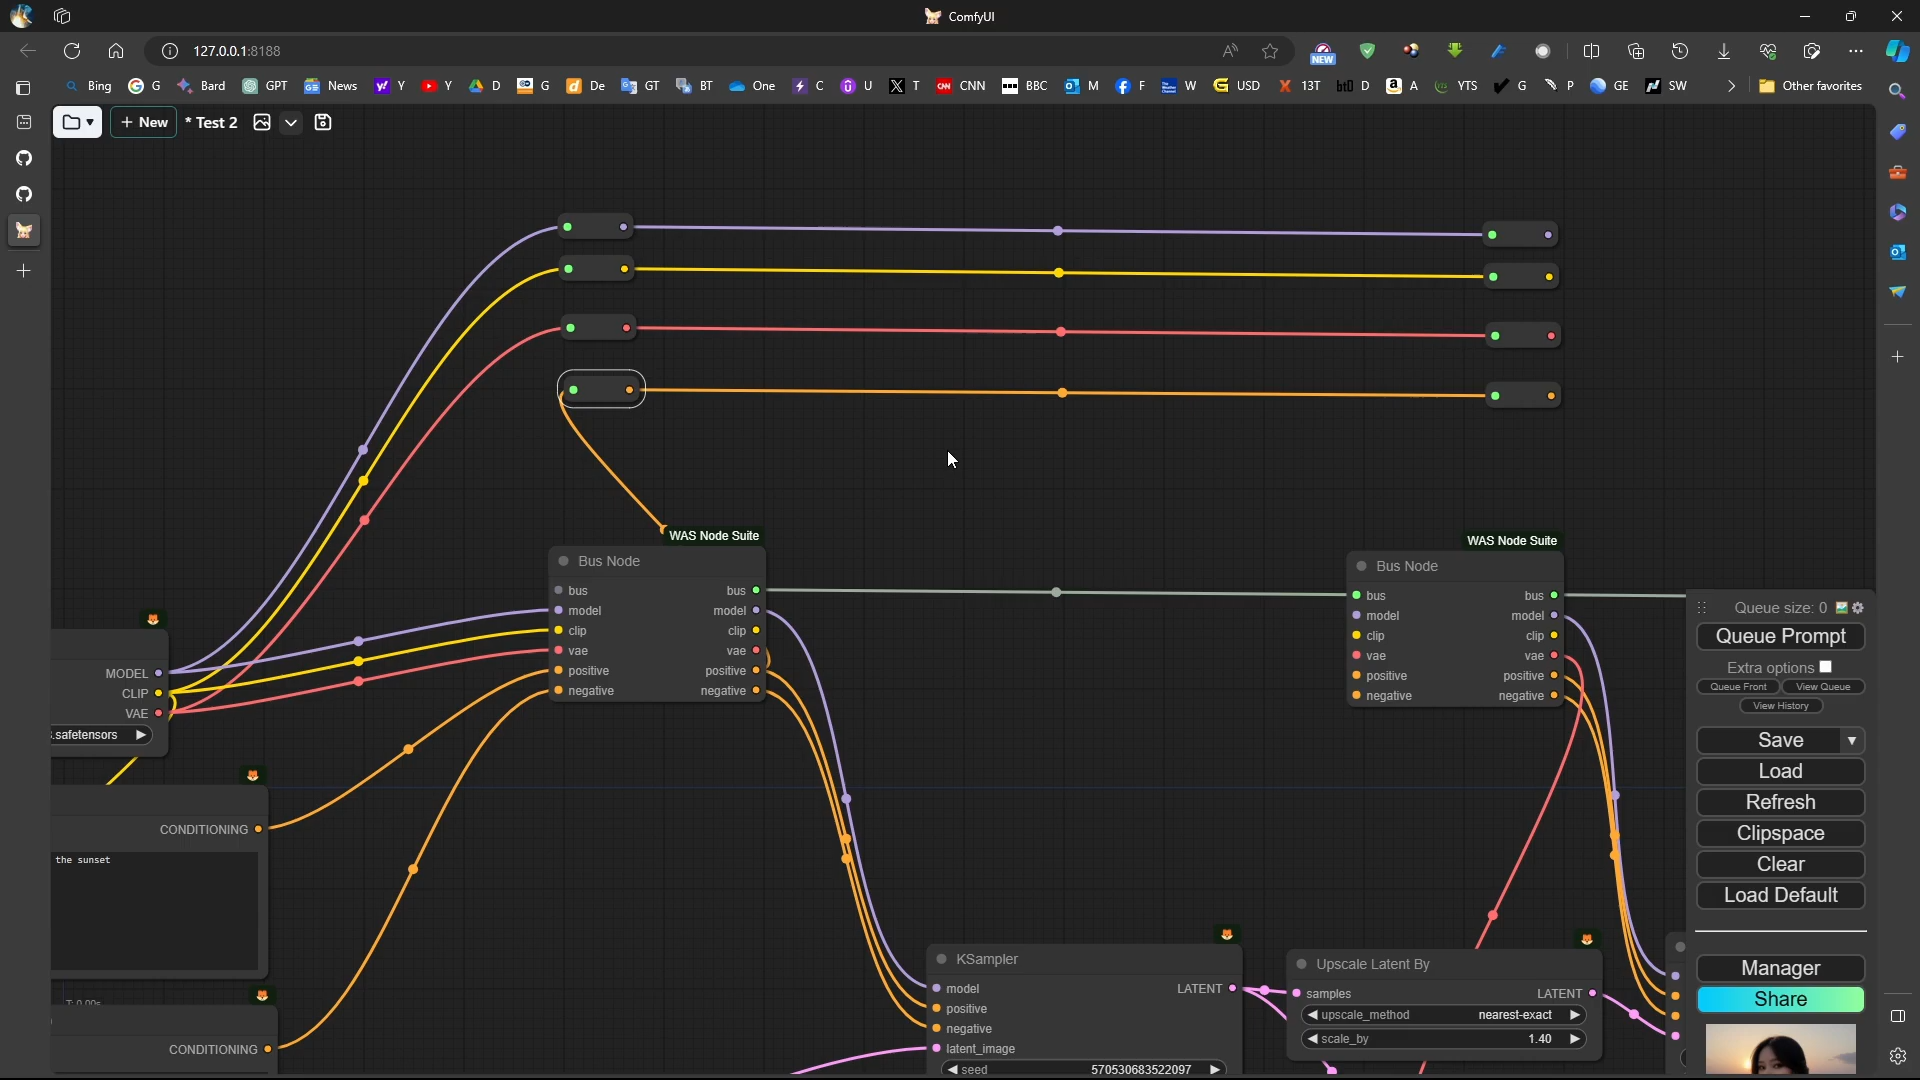 ComfyUI
127.0.0.1:8188
NEW
Bing G Bard GPT News Y Y D G De GT BT One C U T CNN BBC M F W USD 13T D A YTS G P GE SW Other favorites
+ New * Test 2
WAS Node Suite
Bus Node
bus bus
model model
clip clip
vae vae
positive positive
negative negative
WAS Node Suite
Bus Node
bus bus
model model
clip clip
vae vae
positive positive
negative negative
MODEL
CLIP
VAE
.safetensors
CONDITIONING
the sunset
T: 0.00s
CONDITIONING
KSampler
model LATENT
positive
negative
latent_image
seed 570530683522097
Upscale Latent By
samples LATENT
upscale_method nearest-exact
scale_by 1.40
Queue size: 0
Queue Prompt
Extra options
Queue Front View Queue
View History
Save
Load
Refresh
Clipspace
Clear
Load Default
Manager
Share